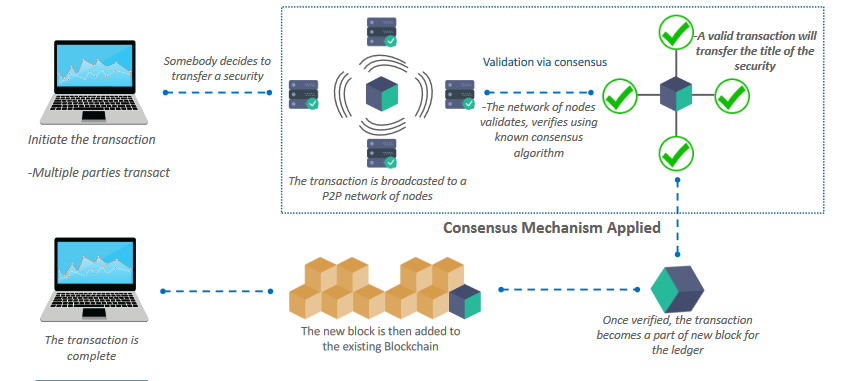 Somebody decides to
transfer a security
Initiate the transaction
-Multiple parties transact
The transaction is broadcasted to a
P2P network of nodes
Validation via consensus
-The network of nodes
validates, verifies using
known consensus
algorithm
-A valid transaction will
transfer the title of the
security
Consensus Mechanism Applied
Once verified, the transaction
becomes a part of new block for
the ledger
The new block is then added to
the existing Blockchain
The transaction is
complete